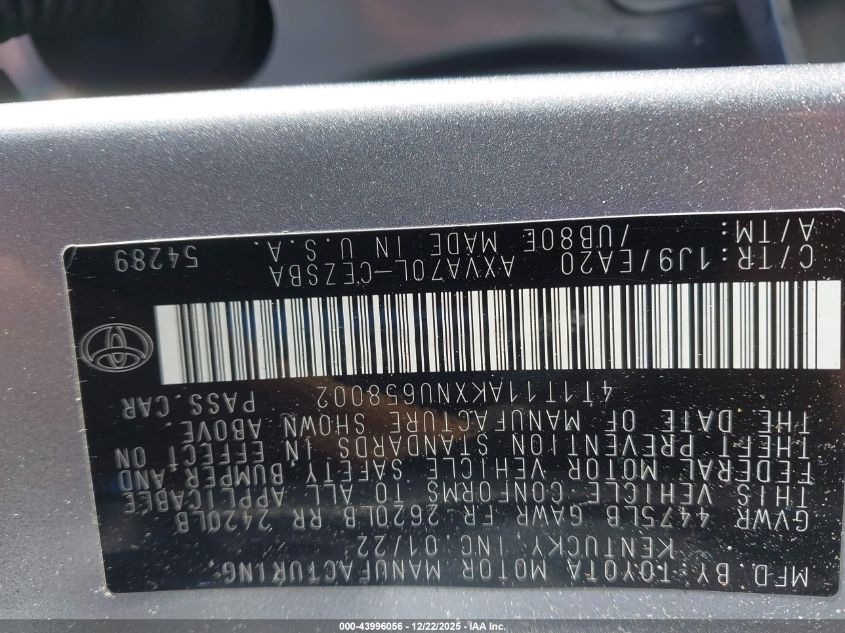 MFD. BY: TOYOTA MOTOR MANUFACTURING.
KENTUCKY,INC 01/22
GVWR 4475LB GAWR FR 2620LB RR 2420LB
THIS VEHICLE CONFORMS TO ALL APPLICABLE
FEDERAL MOTOR VEHICLE SAFETY, BUMPER AND
THEFT PREVENTION STANDARDS IN EFFECT ON
THE DATE OF MANUFACTURE SHOWN ABOVE.
4T1T11AKXNU658002 PASS.CAR
C/TR: 1J9/EA20 AXVA70L-CEZSBA 54289
A/TM: /UB80E MADE IN U.S.A.
000-43996056 - 12/22/2025 - IAA Inc.